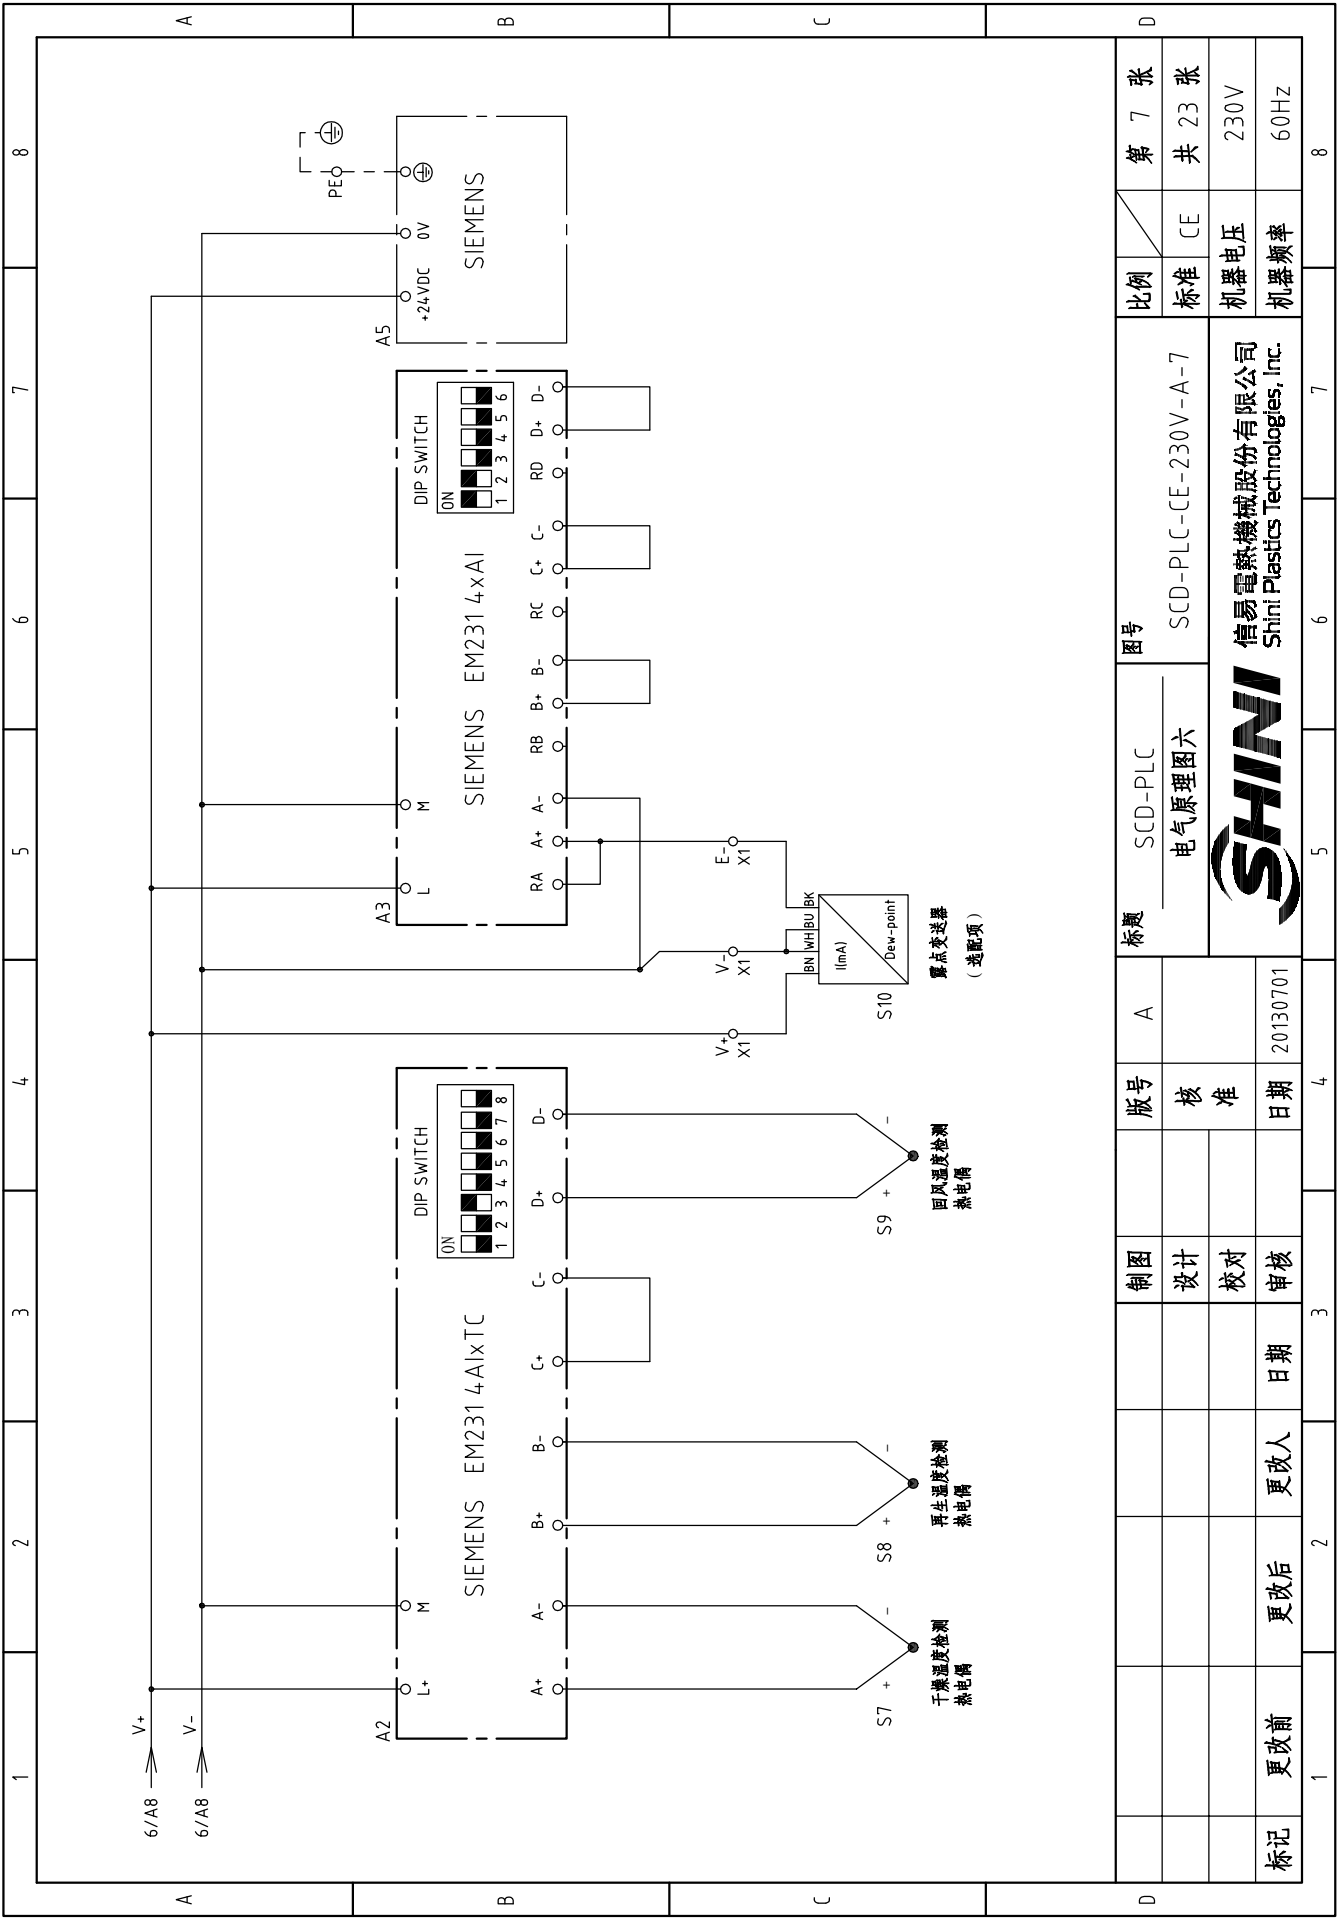 1 2 3 4 5 6 7 8
A
6/A8 V+
6/A8 V-
PE
A2
L+ M
SIEMENS EM231 4AIxTC
DIP SWITCH
ON
1 2 3 4 5 6 7 8
A+ A- B+ B- C+ C- D+ D-
A3
L M
SIEMENS EM231 4xAI
DIP SWITCH
ON
1 2 3 4 5 6
RA A+ A- RB B+ B- RC C+ C- RD D+ D-
A5
+24VDC 0V
SIEMENS
B
V+
X1
V-
X1
E-
X1
BN WH BU BK
I(mA)
Dew-point
S10
露点变送器
(选配项)
S7 + -
干燥温度检测
热电偶
S8 + -
再生温度检测
热电偶
S9 + -
回风温度检测
热电偶
C
D
A
B
C
D
标记 更改前 更改后 更改人 日期
制图
设计
校对
审核
版号 A
核准
日期 20130701
标题 SCD-PLC
电气原理图六
图号
SCD-PLC-CE-230V-A-7
SHINI
信易電熱機械股份有限公司
Shini Plastics Technologies, Inc.
比例 第 7 张
标准 CE 共 23 张
机器电压 230V
机器频率 60Hz
1 2 3 4 5 6 7 8